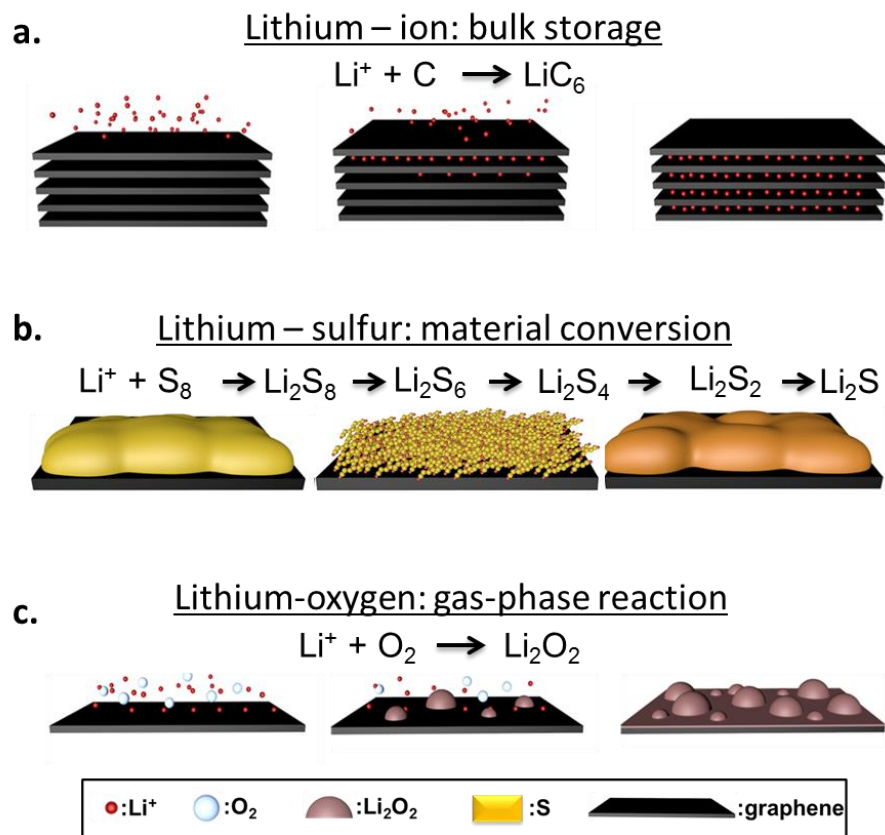 a.
Lithium – ion: bulk storage
Li⁺ + C → LiC₆
b.
Lithium – sulfur: material conversion
Li⁺ + S₈ → Li₂S₈ → Li₂S₆ → Li₂S₄ → Li₂S₂ → Li₂S
c.
Lithium-oxygen: gas-phase reaction
Li⁺ + O₂ → Li₂O₂
:Li⁺ :O₂ :Li₂O₂ :S :graphene